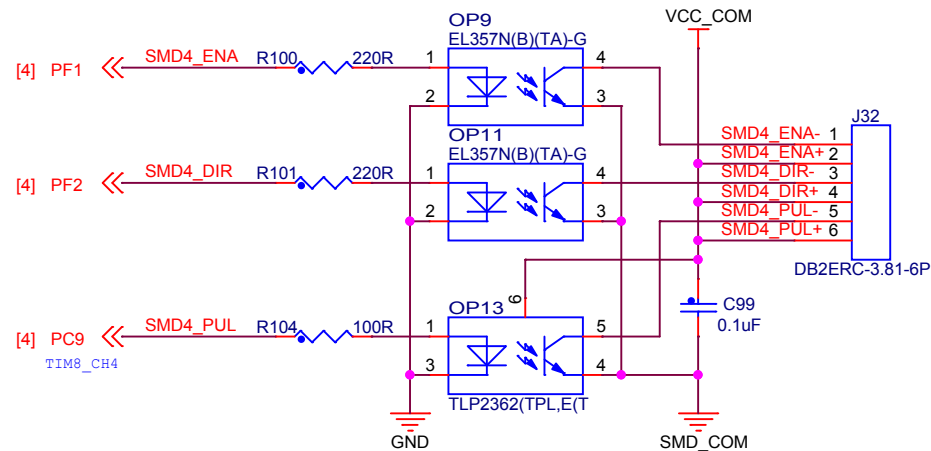 OP9
EL357N(B)(TA)-G
VCC_COM
[4] PF1 SMD4_ENA R100 220R 1 4
2 3
J32
OP11
EL357N(B)(TA)-G
SMD4_ENA- 1
SMD4_ENA+ 2
[4] PF2 SMD4_DIR R101 220R 1 4
SMD4_DIR- 3
SMD4_DIR+ 4
2 3
SMD4_PUL- 5
SMD4_PUL+ 6
DB2ERC-3.81-6P
6
OP13
C99
0.1uF
[4] PC9 SMD4_PUL R104 100R 1 5
TIM8_CH4
3 4
TLP2362(TPL,E(T
GND
SMD_COM